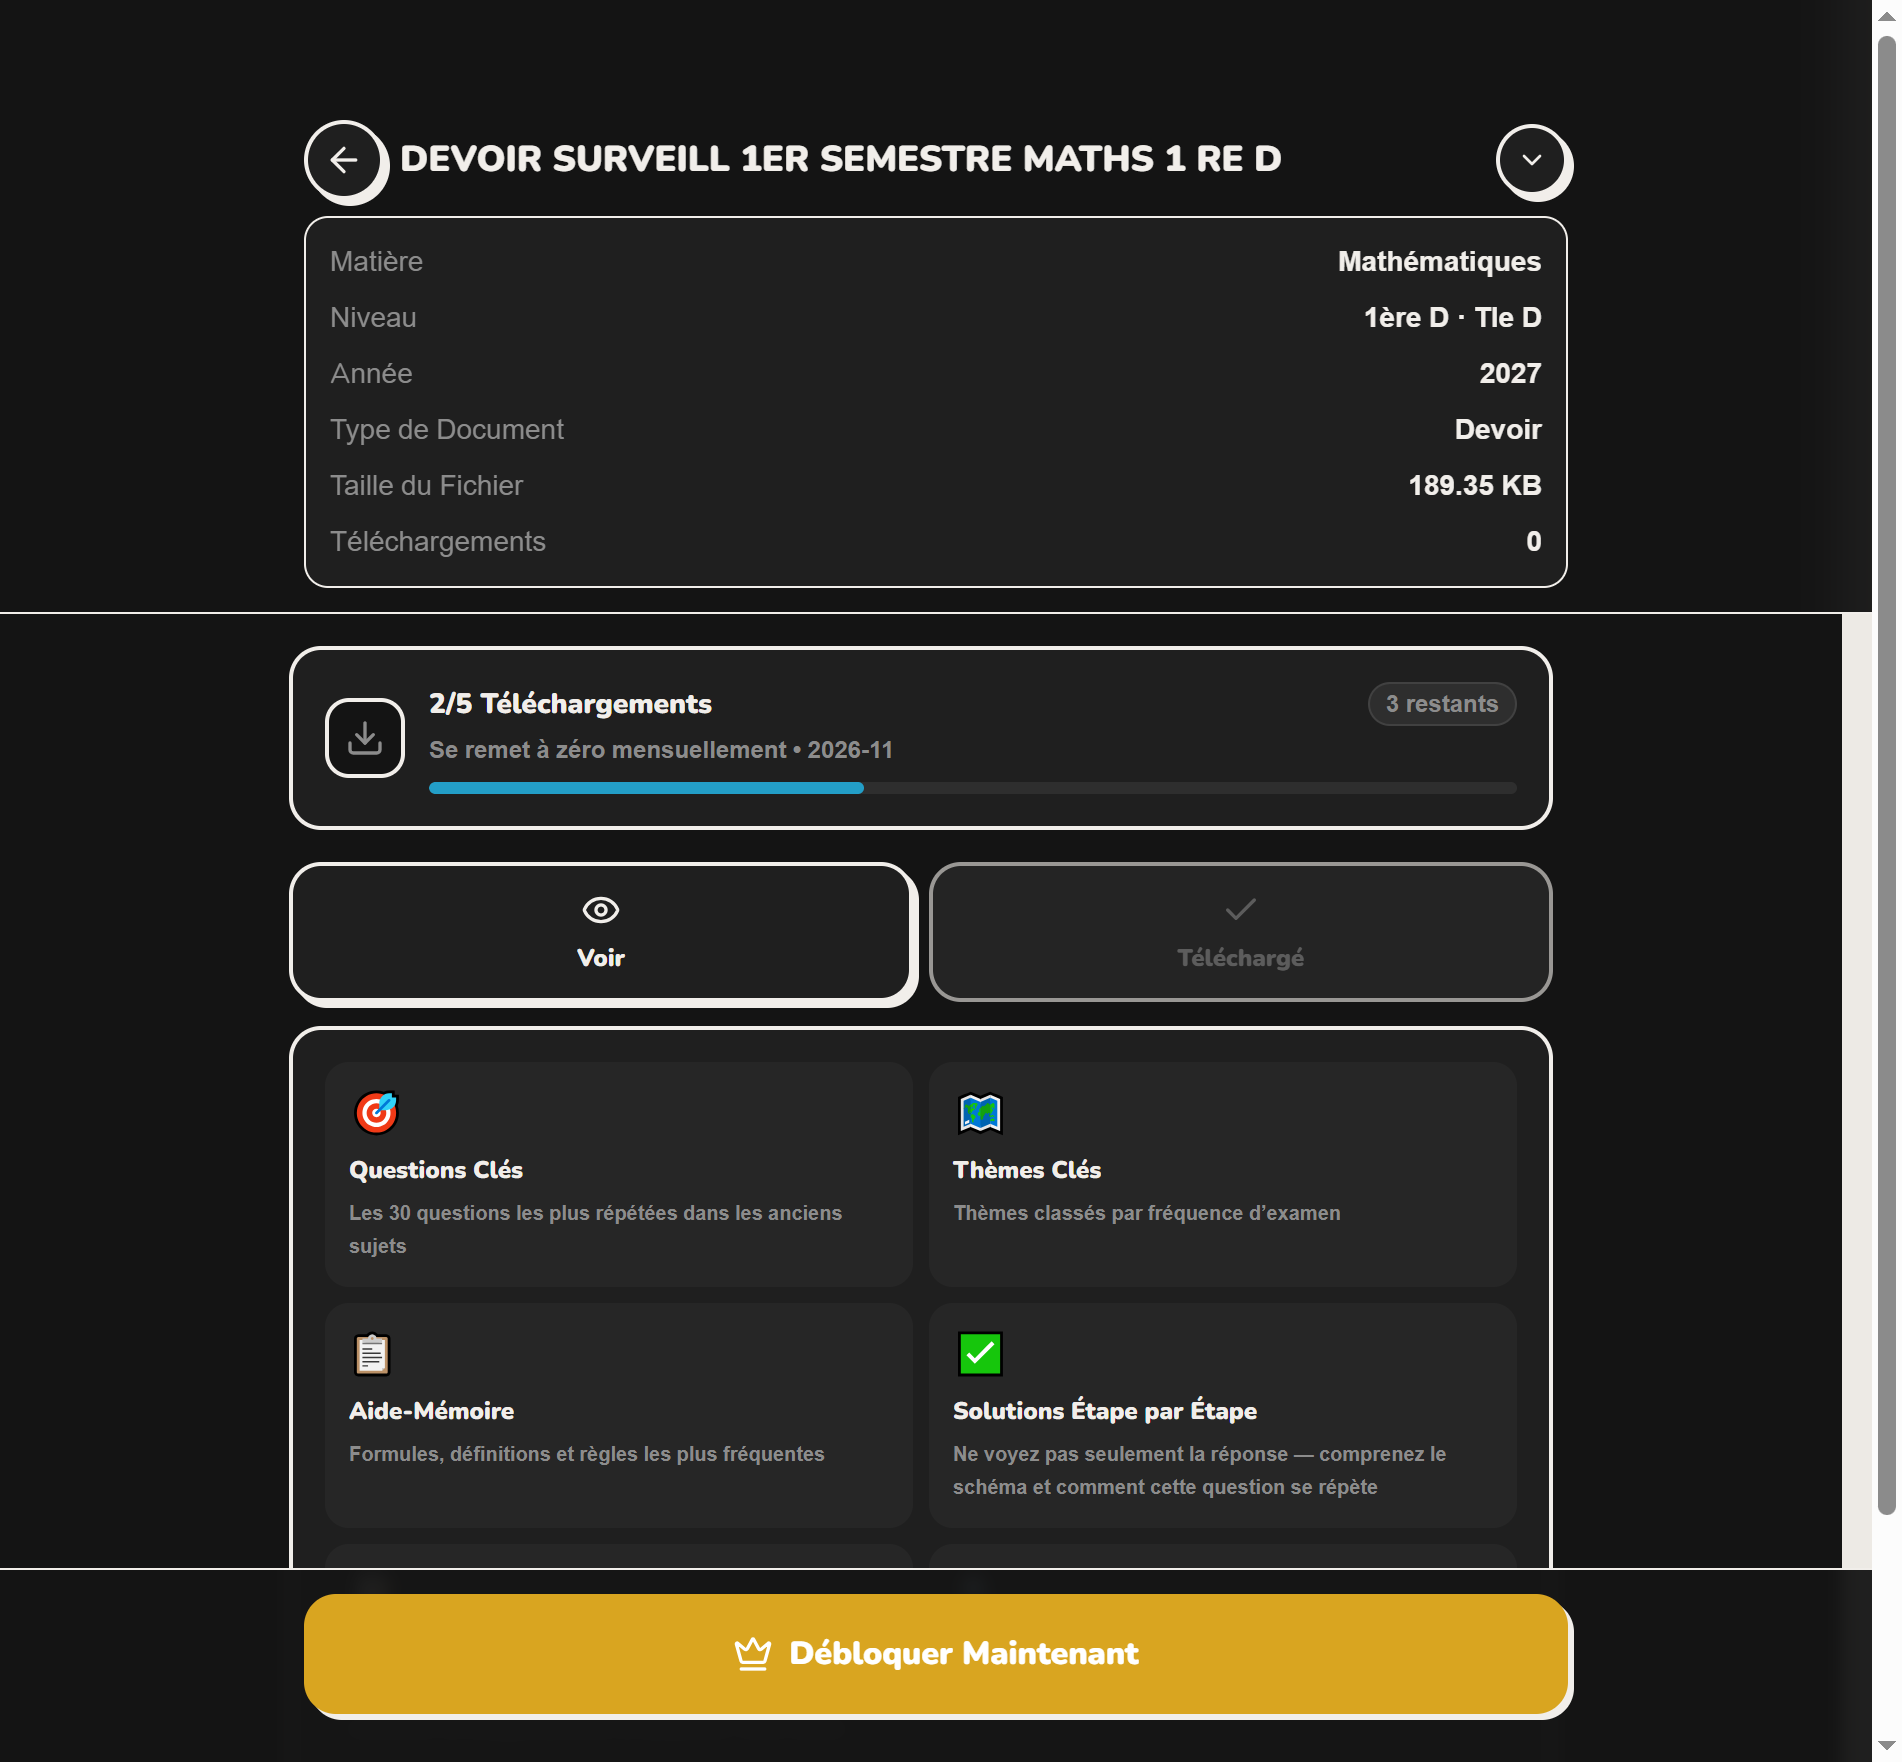 DEVOIR SURVEILL 1ER SEMESTRE MATHS 1 RE D
Matière
Mathématiques
Niveau
1ère D · Tle D
Année
2027
Type de Document
Devoir
Taille du Fichier
189.35 KB
Téléchargements
0
2/5 Téléchargements
3 restants
Se remet à zéro mensuellement • 2026-11
Voir
Téléchargé
Questions Clés
Les 30 questions les plus répétées dans les anciens
sujets
Thèmes Clés
Thèmes classés par fréquence d’examen
Aide-Mémoire
Formules, définitions et règles les plus fréquentes
Solutions Étape par Étape
Ne voyez pas seulement la réponse — comprenez le
schéma et comment cette question se répète
Débloquer Maintenant